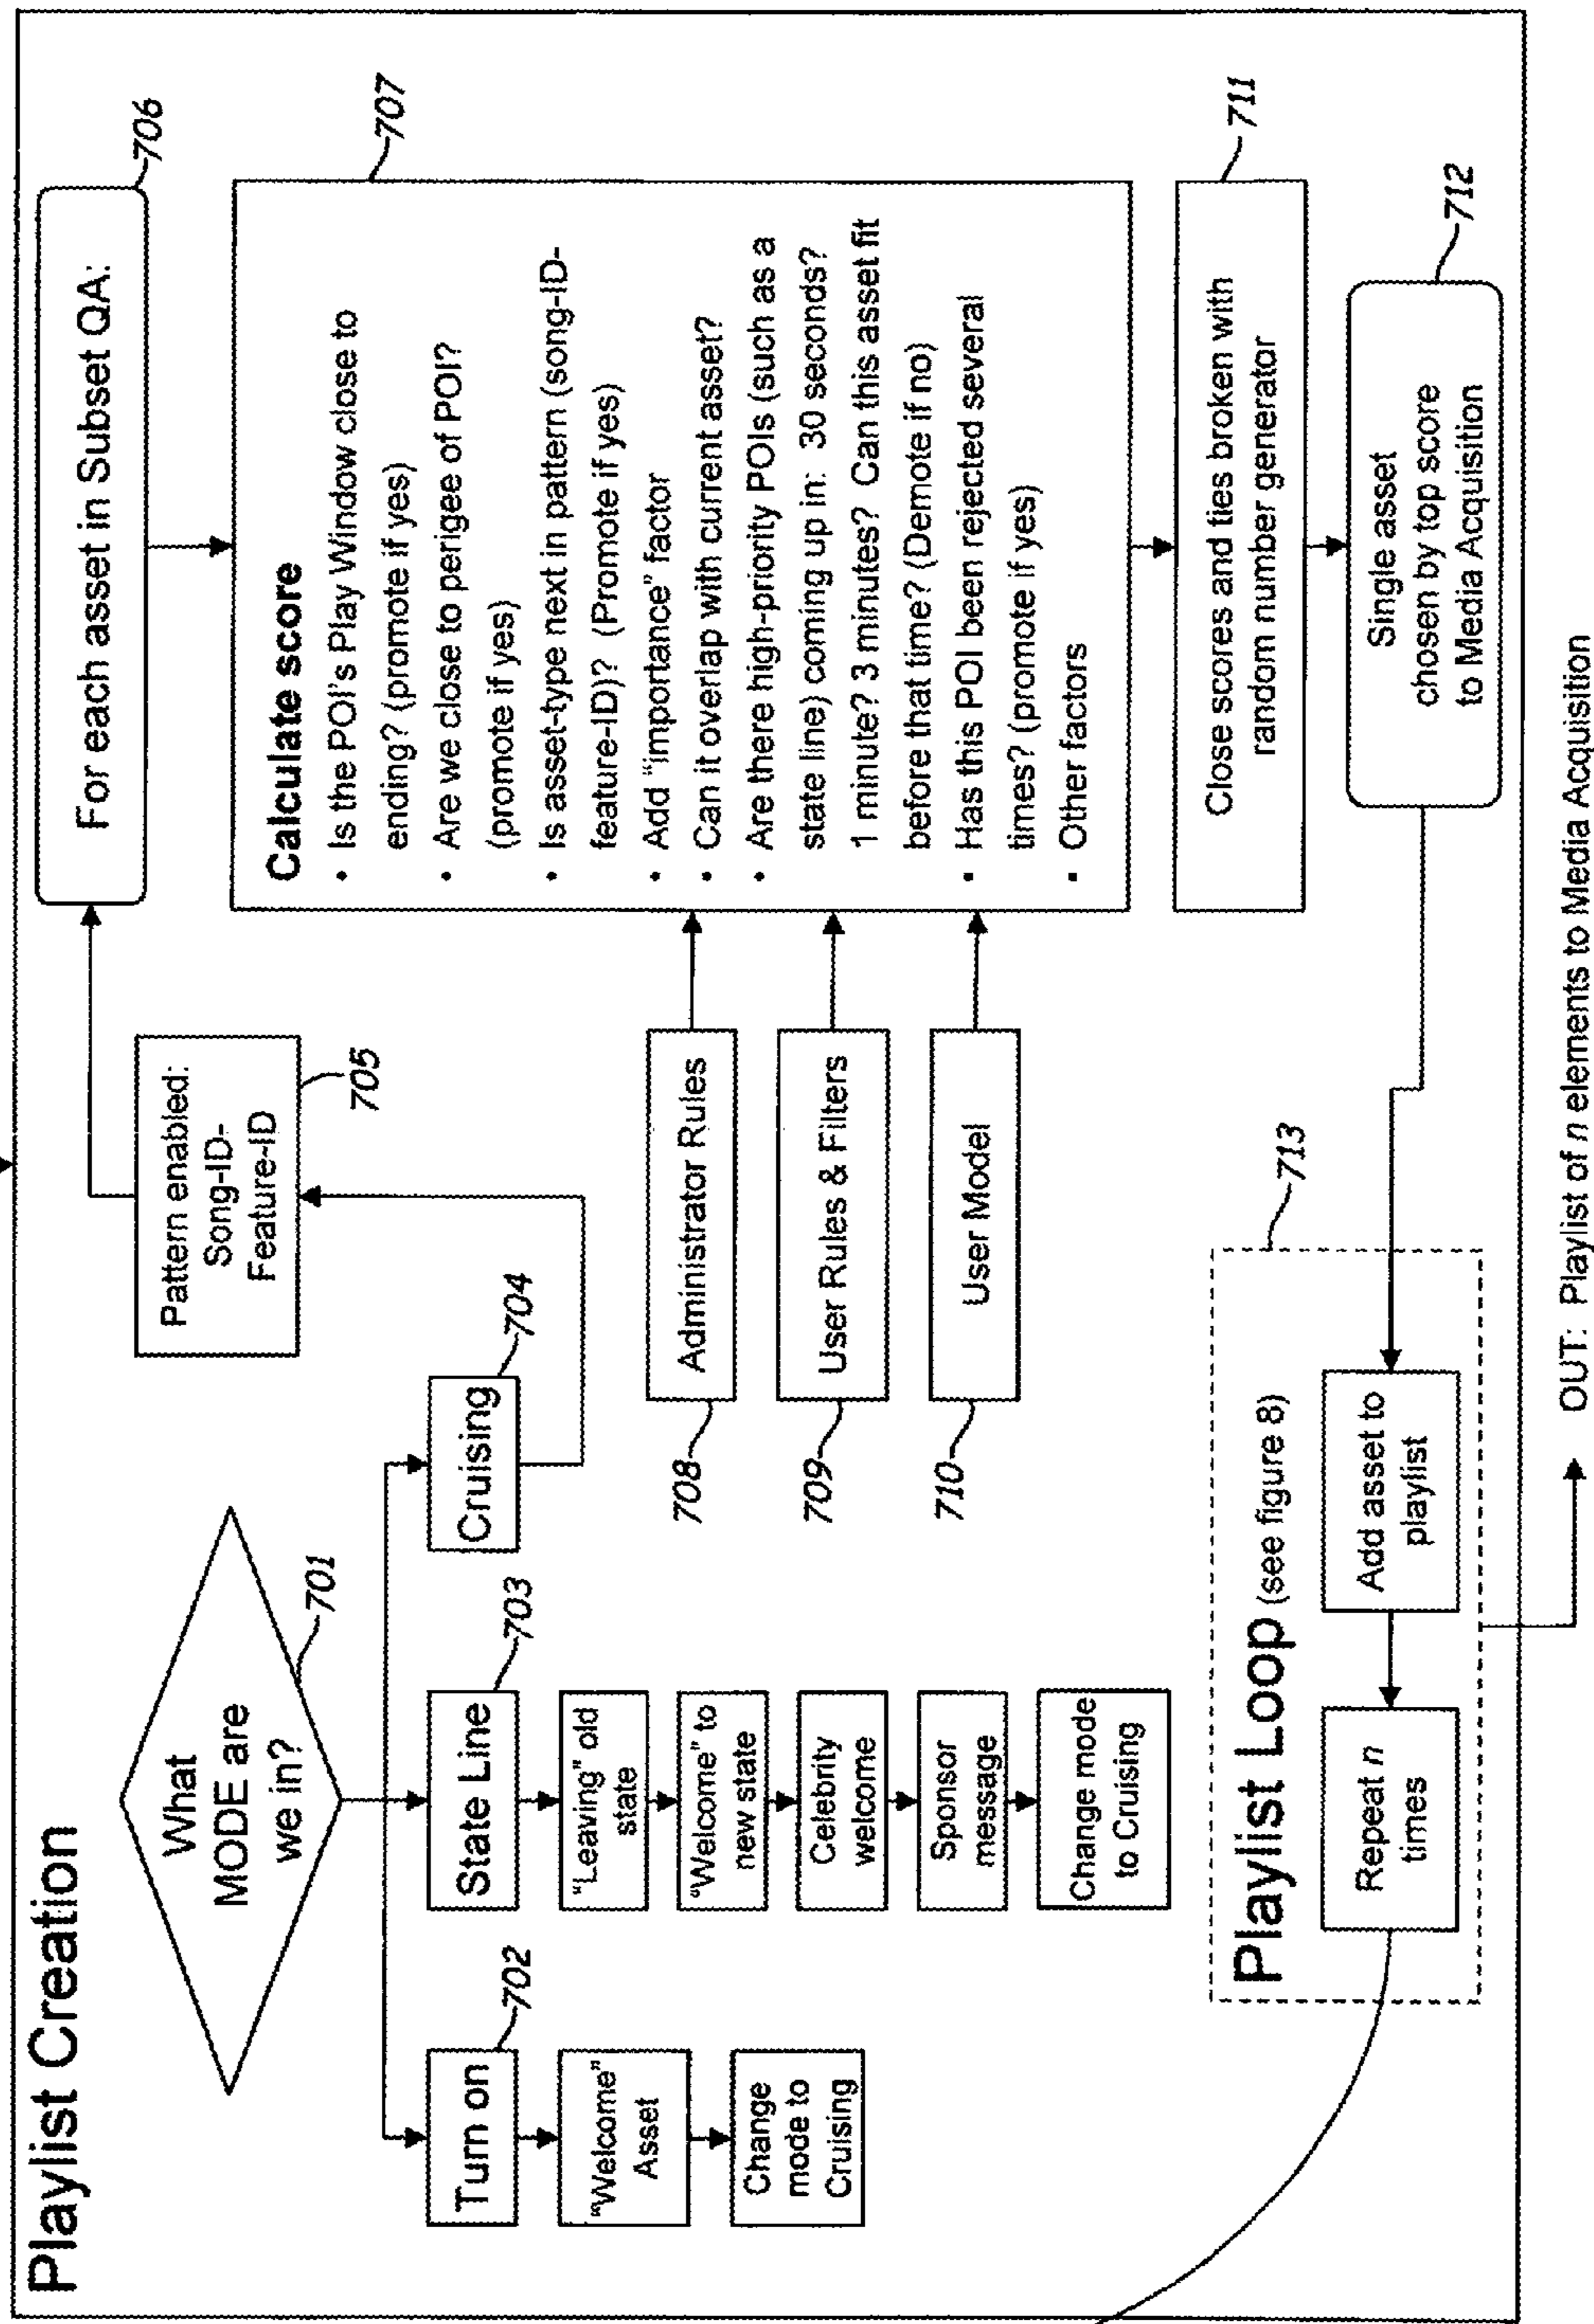 Playlist Creation
What
MODE are
we in?
701
Turn on
702
"Welcome"
Asset
Change
mode to
Cruising
State Line
703
"Leaving" old
state
"Welcome" to
new state
Celebrity
welcome
Sponsor
message
Change mode
to Cruising
Cruising
704
Pattern enabled:
Song-ID-
Feature-ID
705
For each asset in Subset QA:
706
Calculate score
• Is the POI's Play Window close to
ending? (promote if yes)
• Are we close to perigee of POI?
(promote if yes)
• Is asset-type next in pattern (song-ID-
feature-ID)? (Promote if yes)
• Add "importance" factor
• Can it overlap with current asset?
• Are there high-priority POIs (such as a
state line) coming up in: 30 seconds?
1 minute? 3 minutes? Can this asset fit
before that time? (Demote if no)
• Has this POI been rejected several
times? (promote if yes)
• Other factors
707
708
Administrator Rules
709
User Rules & Filters
710
User Model
Close scores and ties broken with
random number generator
711
Single asset
chosen by top score
to Media Acquisition
712
Playlist Loop (see figure 8)
713
Repeat n
times
Add asset to
playlist
OUT: Playlist of n elements to Media Acquisition